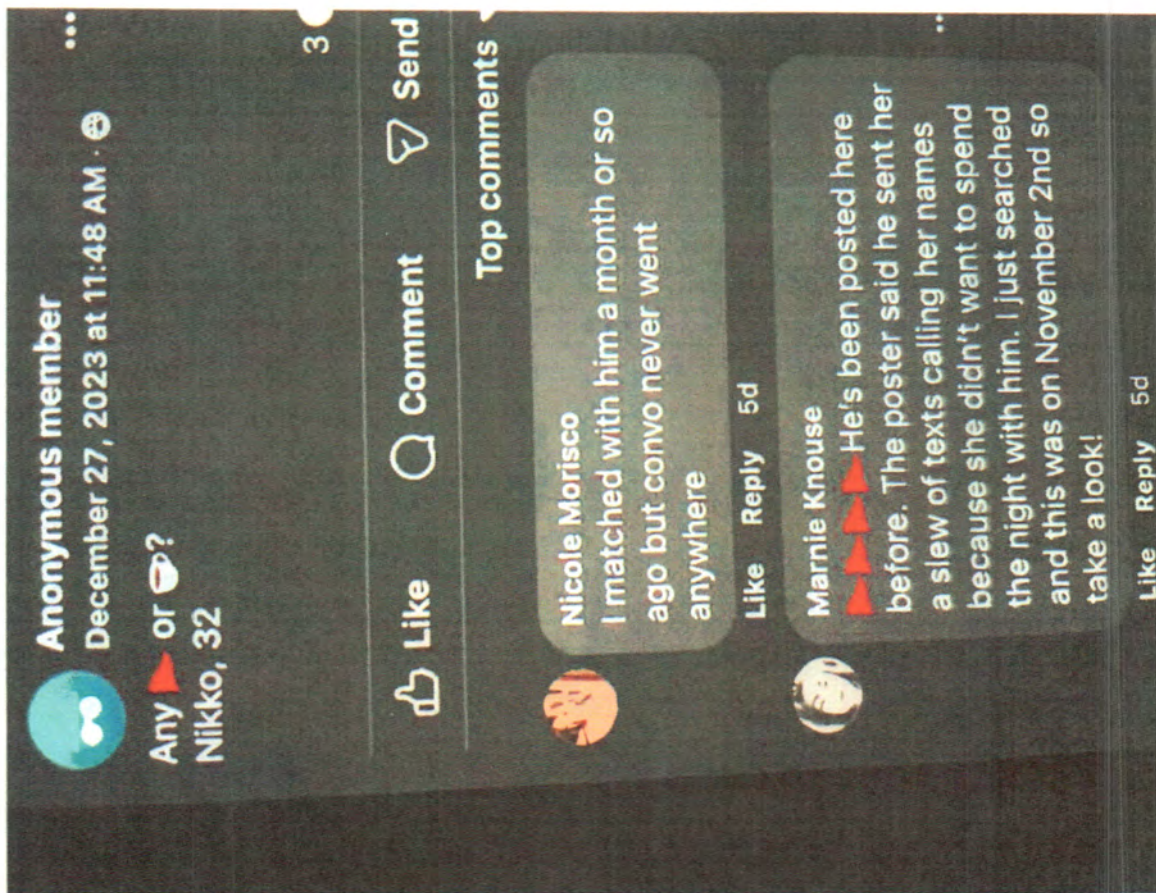 Anonymous member
December 27, 2023 at 11:48 AM ·
Any 🚩 or ☕?
Nikko, 32
3
Like Comment Send
Top comments
Nicole Morisco
I matched with him a month or so
ago but convo never went
anywhere
Like Reply 5d
Marnie Knouse
🚩🚩🚩🚩He's been posted here
before. The poster said he sent her
a slew of texts calling her names
because she didn't want to spend
the night with him. I just searched
and this was on November 2nd so
take a look!
Like Reply 5d